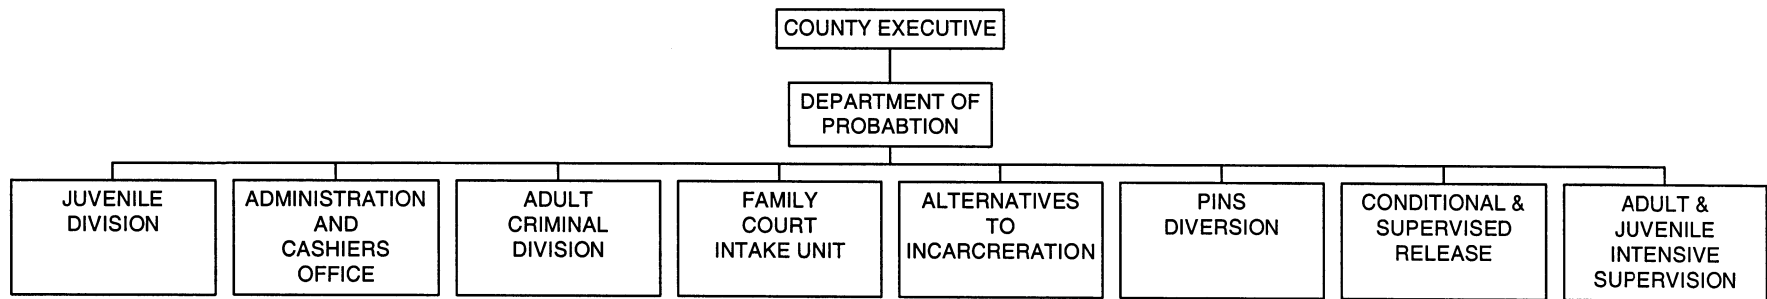 COUNTY EXECUTIVE
DEPARTMENT OF
PROBABTION
JUVENILE
DIVISION
ADMINISTRATION
AND
CASHIERS
OFFICE
ADULT
CRIMINAL
DIVISION
FAMILY
COURT
INTAKE UNIT
ALTERNATIVES
TO
INCARCRERATION
PINS
DIVERSION
CONDITIONAL &
SUPERVISED
RELEASE
ADULT &
JUVENILE
INTENSIVE
SUPERVISION